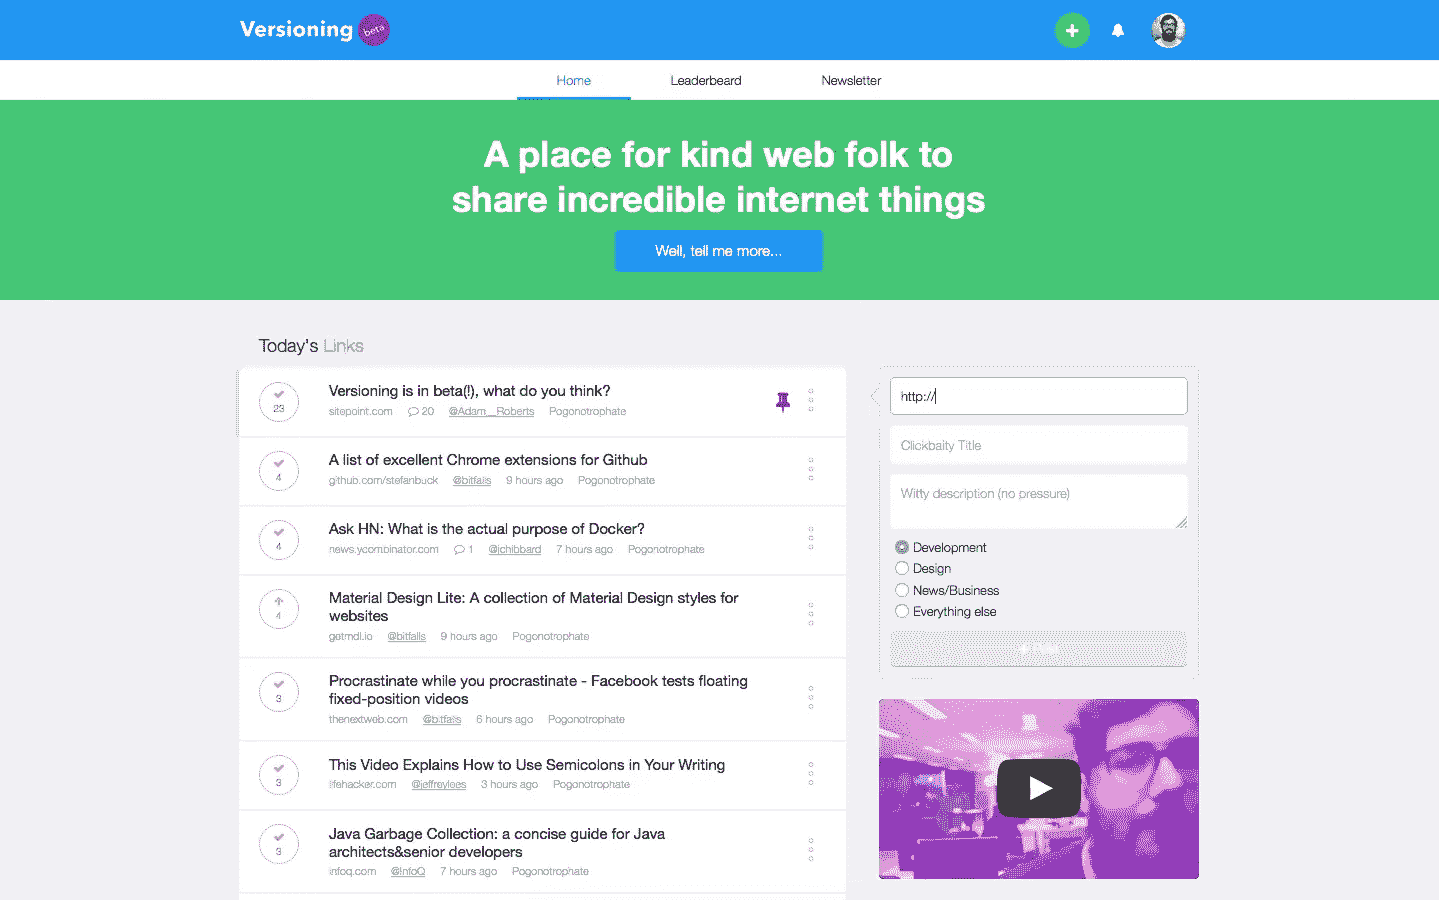 Versioning beta
Home Leaderbeard Newsletter
A place for kind web folk to
share incredible internet things
Well, tell me more...
Today's Links
Versioning is in beta(!), what do you think?
23
sitepoint.com 20 @Adam__Roberts Pogonotrophate
A list of excellent Chrome extensions for Github
4
github.com/stefanbuck @bitfalls 9 hours ago Pogonotrophate
Ask HN: What is the actual purpose of Docker?
4
news.ycombinator.com 1 @jchibbard 7 hours ago Pogonotrophate
Material Design Lite: A collection of Material Design styles for
websites
4
getmdl.io @bitfalls 9 hours ago Pogonotrophate
Procrastinate while you procrastinate - Facebook tests floating
fixed-position videos
3
thenextweb.com @bitfalls 6 hours ago Pogonotrophate
This Video Explains How to Use Semicolons in Your Writing
3
lifehacker.com @jeffreylees 3 hours ago Pogonotrophate
Java Garbage Collection: a concise guide for Java
architects&senior developers
3
infoq.com @InfoQ 7 hours ago Pogonotrophate
http://
Clickbaity Title
Witty description (no pressure)
Development
Design
News/Business
Everything else